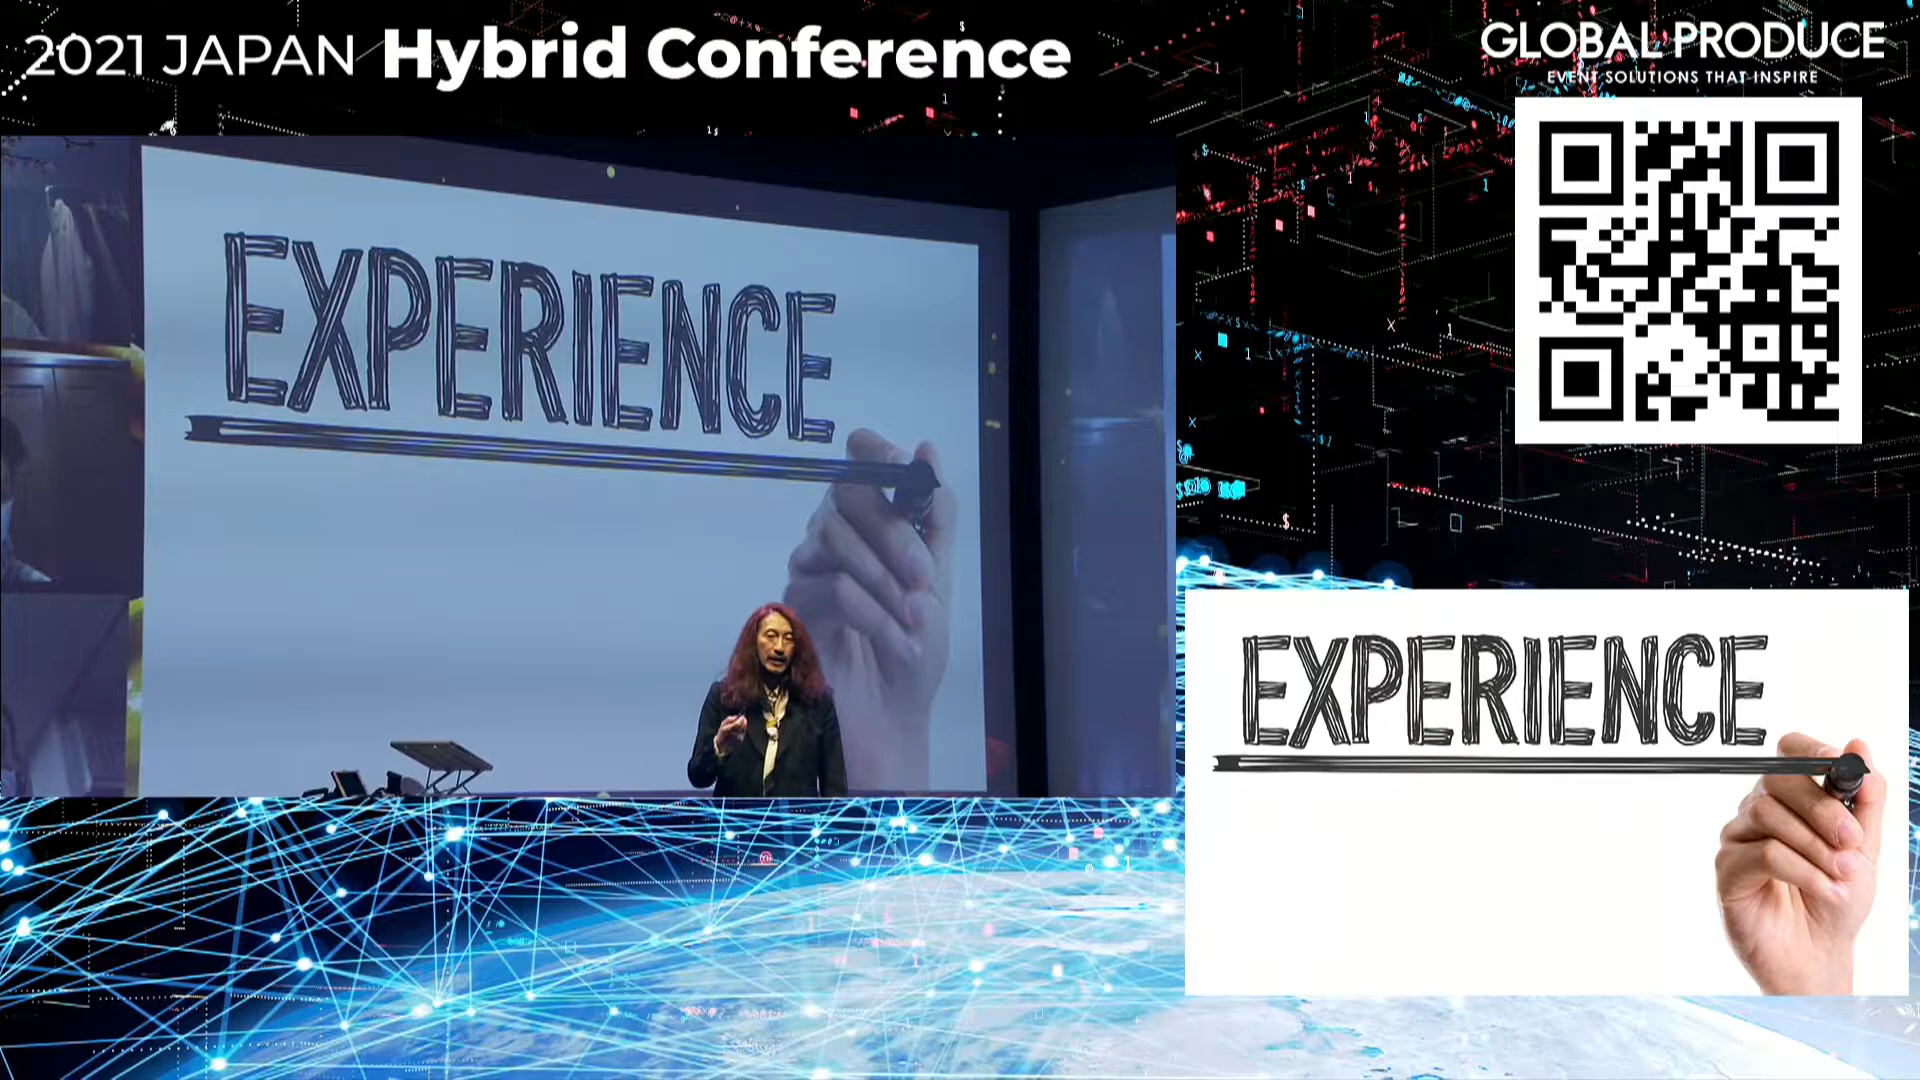 2021 JAPAN Hybrid Conference
GLOBAL PRODUCE
EVENT SOLUTIONS THAT INSPIRE
EXPERIENCE
EXPERIENCE